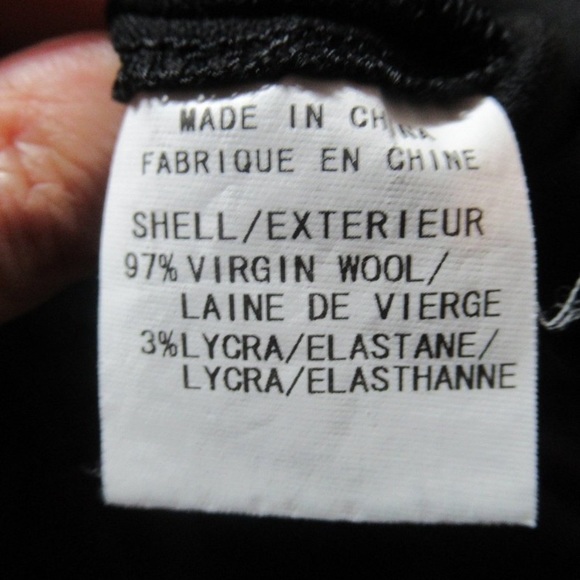 MADE IN CHINA
FABRIQUE EN CHINE
SHELL/EXTERIEUR
97% VIRGIN WOOL/
LAINE DE VIERGE
3% LYCRA/ELASTANE/
LYCRA/ELASTHANNE